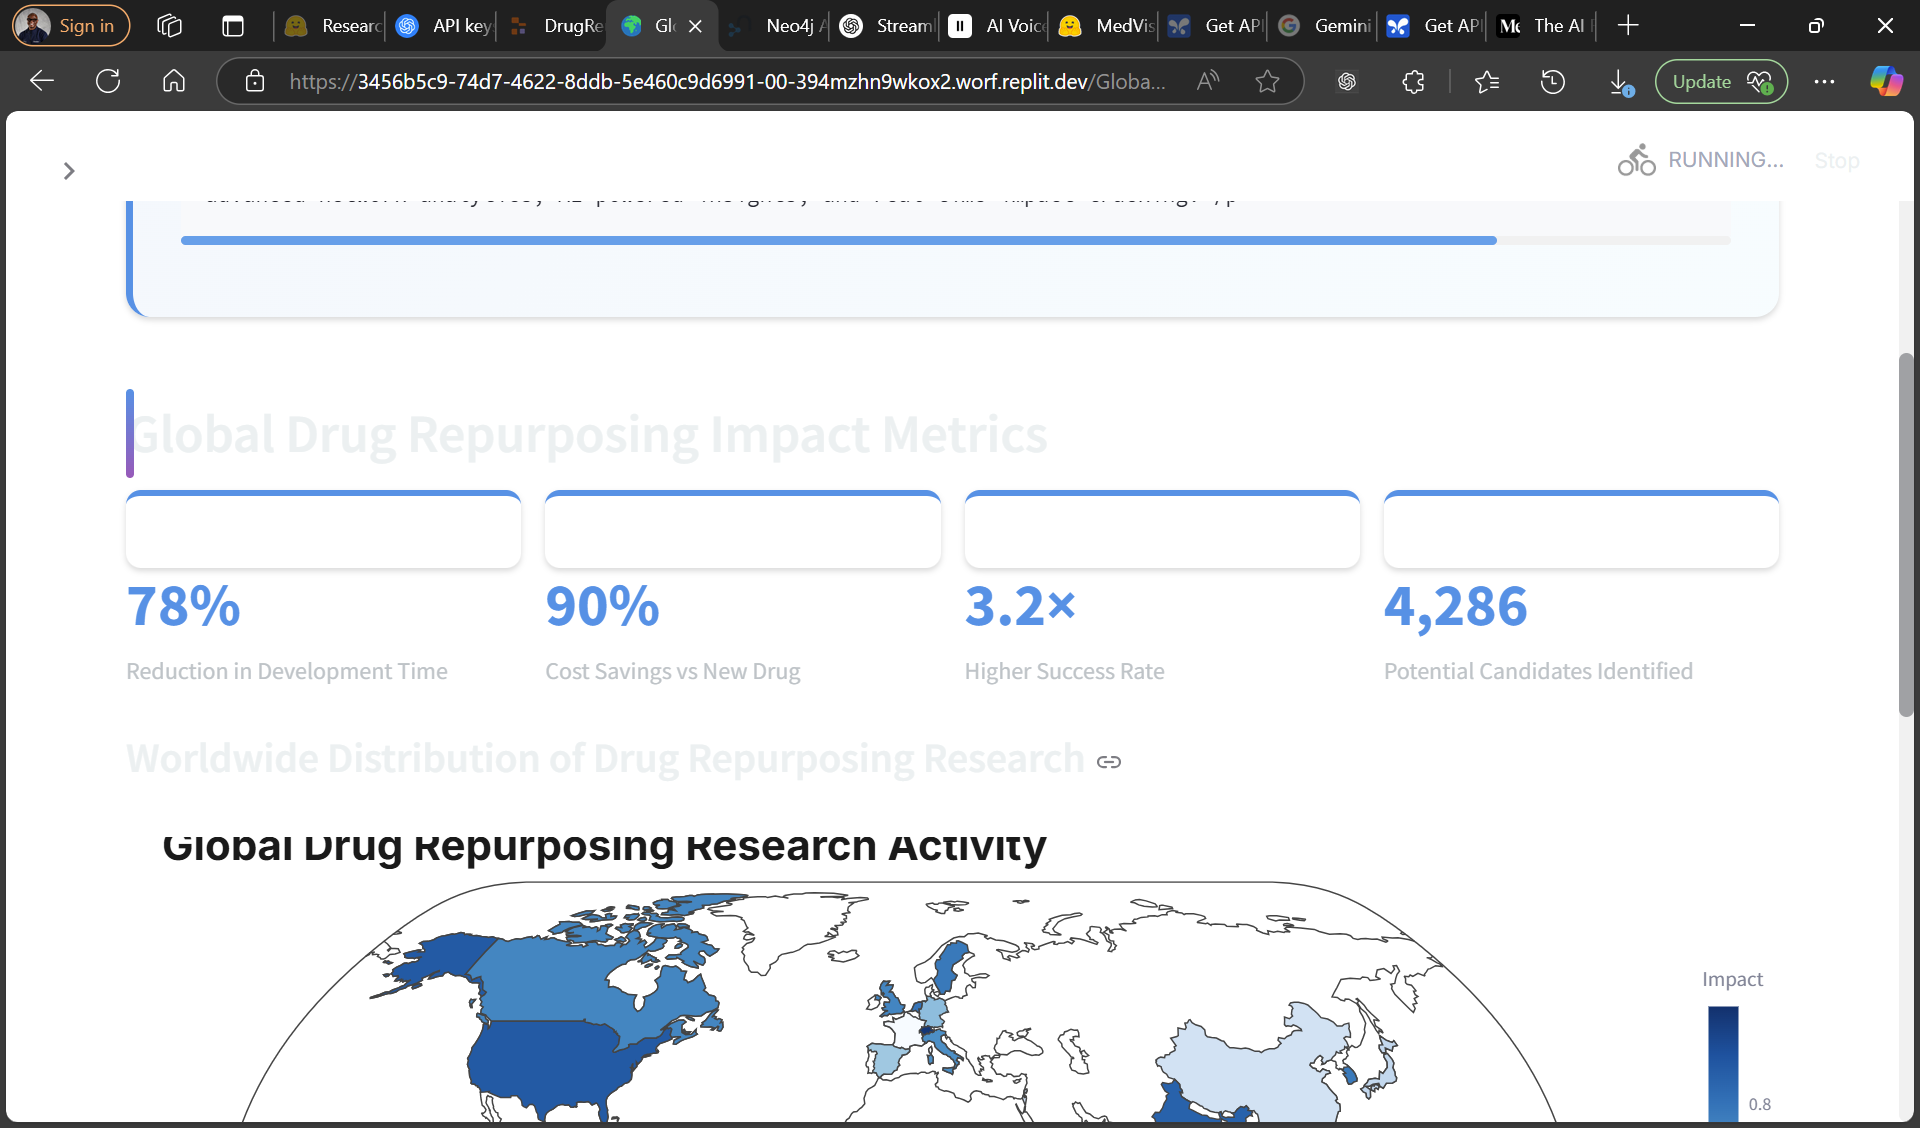 Sign in
Researc
API key
DrugRe
Glo
Neo4j A
Streaml
AI Voic
MedVis
Get API
Gemini
Get API
The AI
https://3456b5c9-74d7-4622-8ddb-5e460c9d6991-00-394mzhn9wkox2.worf.replit.dev/Globa...
Update
RUNNING...
Stop
Global Drug Repurposing Impact Metrics
78%
90%
3.2×
4,286
Reduction in Development Time
Cost Savings vs New Drug
Higher Success Rate
Potential Candidates Identified
Worldwide Distribution of Drug Repurposing Research
Global Drug Repurposing Research Activity
Impact
0.8